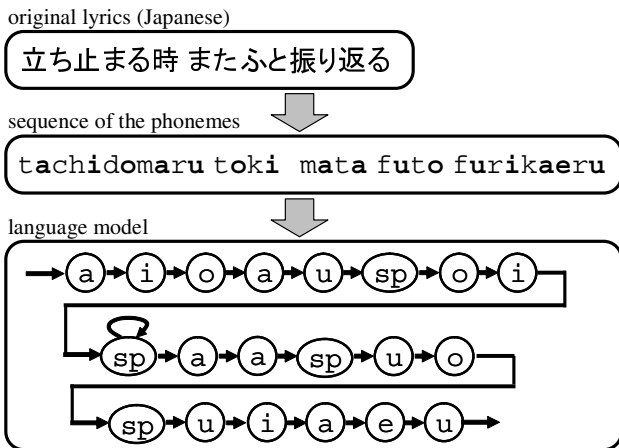 original lyrics (Japanese)
立ち止まる時 またふと振り返る
sequence of the phonemes
tachidomaru toki mata futo furikaeru
language model
a i o a u sp o i
sp a a sp u o
sp u i a e u